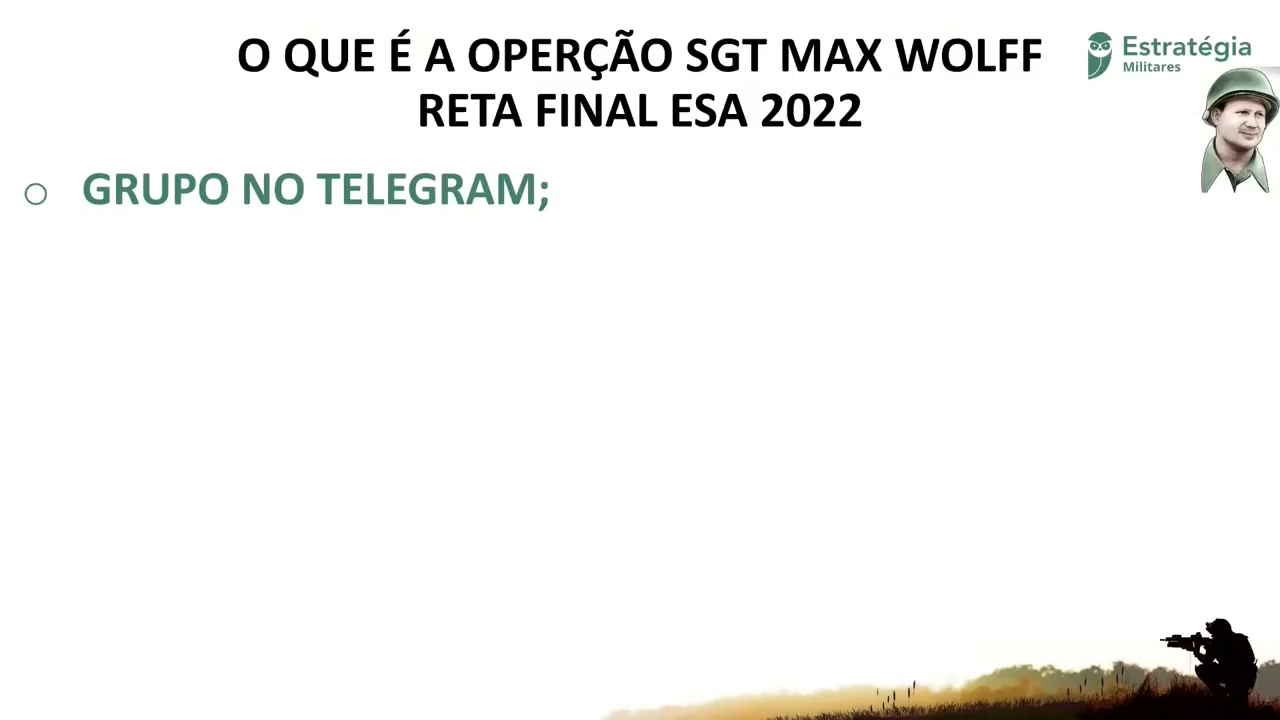 O QUE É A OPERÇÃO SGT MAX WOLFF
RETA FINAL ESA 2022
Estratégia
Militares
GRUPO NO TELEGRAM;